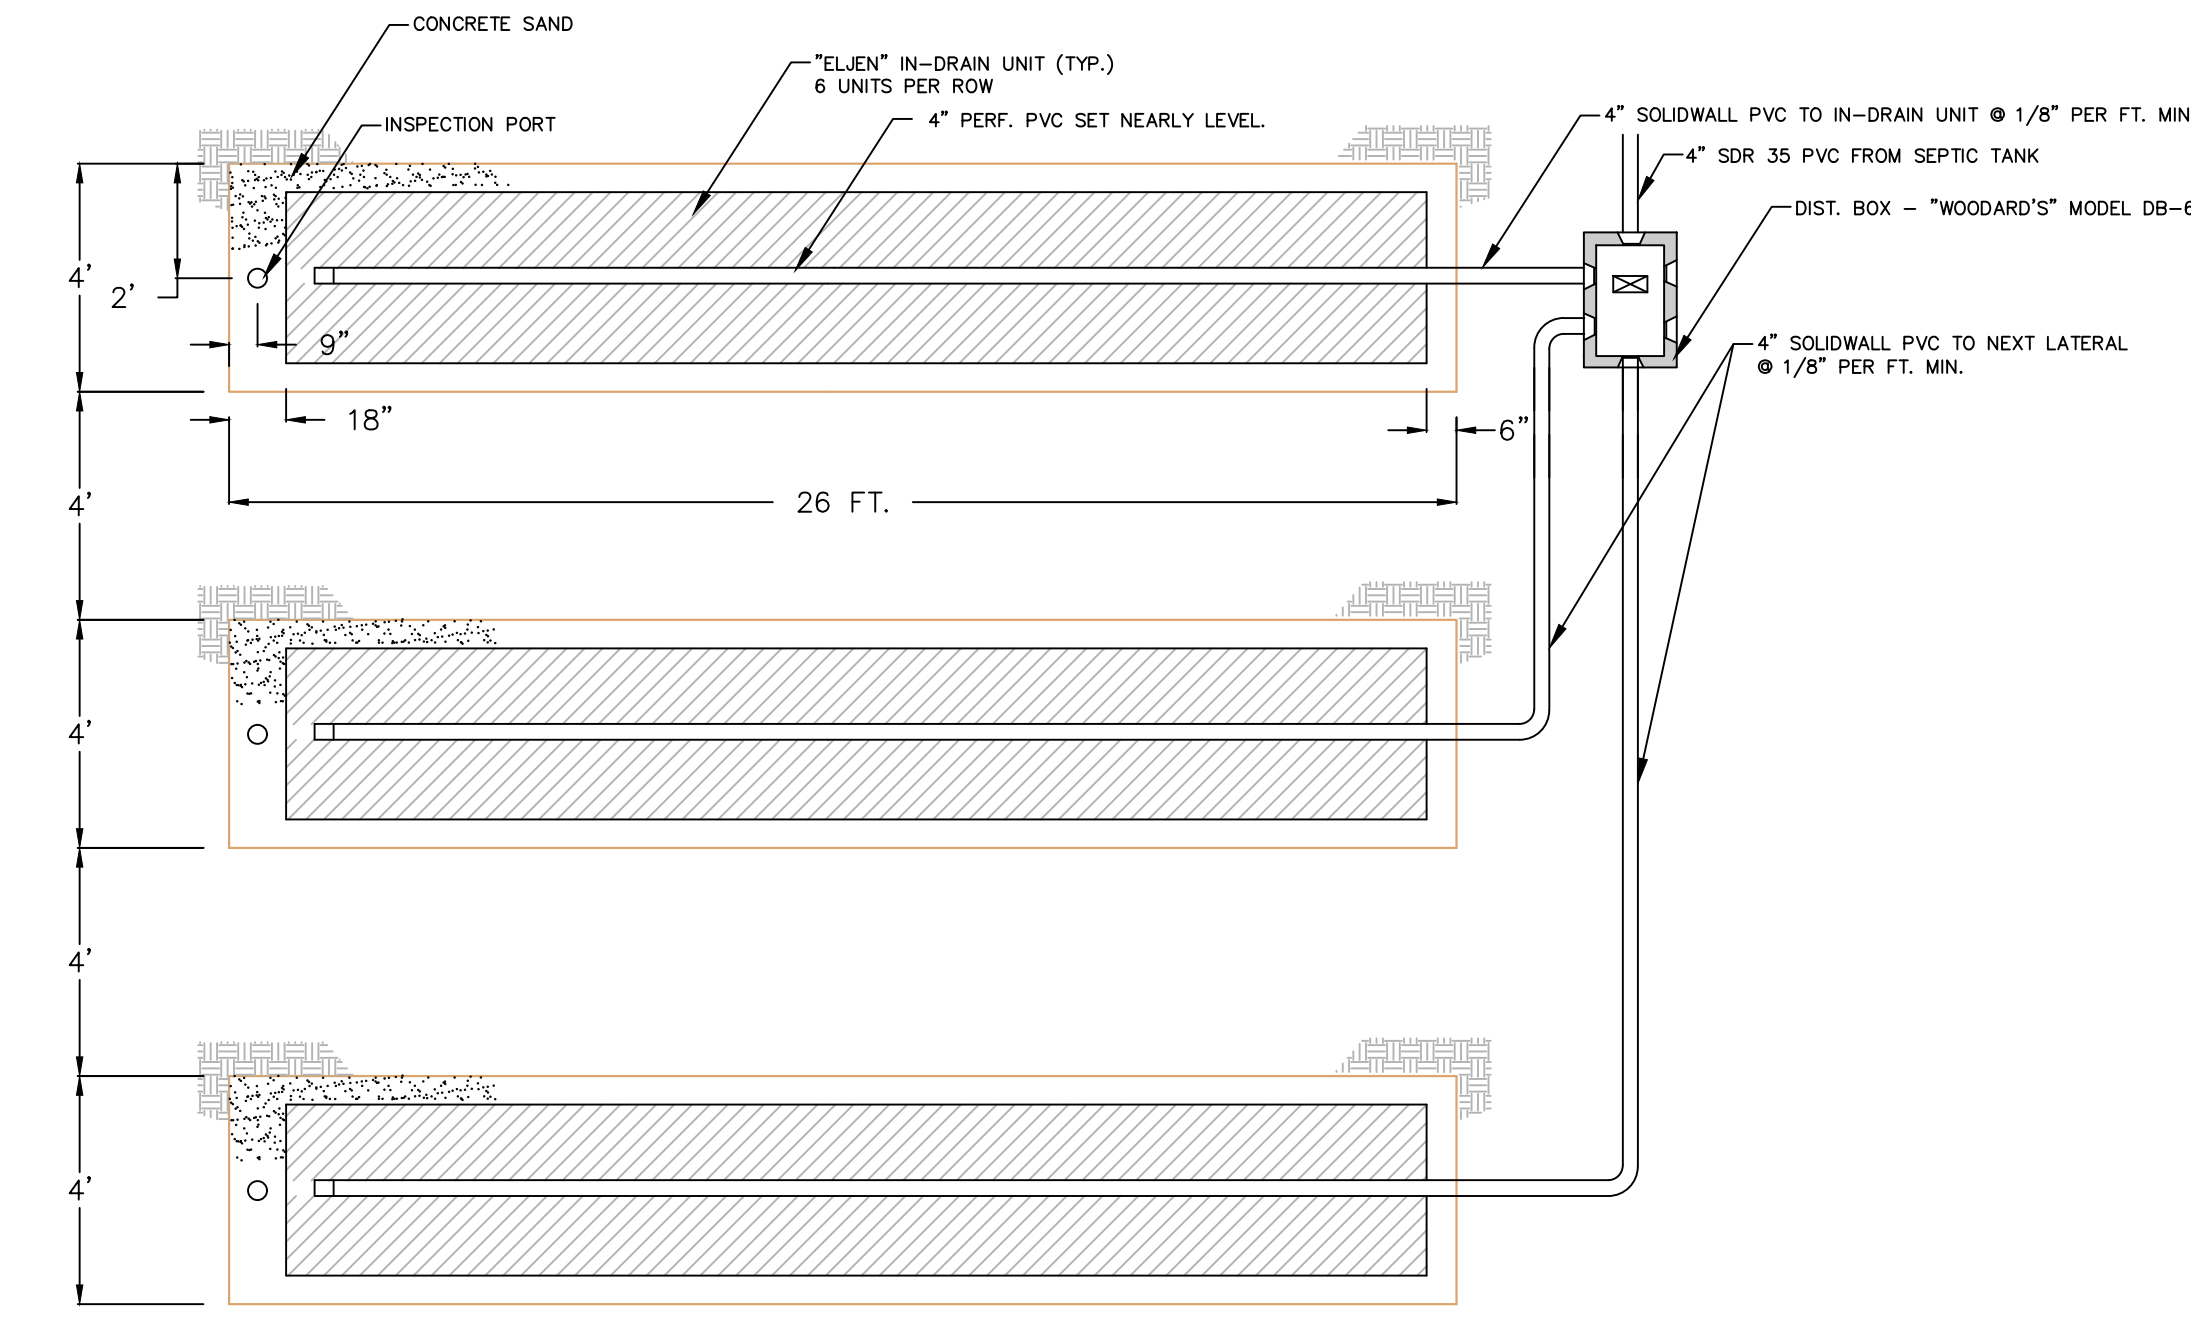 CONCRETE SAND
"ELJEN" IN-DRAIN UNIT (TYP.)
6 UNITS PER ROW
INSPECTION PORT
4" PERF. PVC SET NEARLY LEVEL.
4" SOLIDWALL PVC TO IN-DRAIN UNIT @ 1/8" PER FT. MIN
4" SDR 35 PVC FROM SEPTIC TANK
DIST. BOX - "WOODARD'S" MODEL DB-6
4'
2'
9"
4" SOLIDWALL PVC TO NEXT LATERAL
@ 1/8" PER FT. MIN.
18"
6"
4'
26 FT.
4'
4'
4'